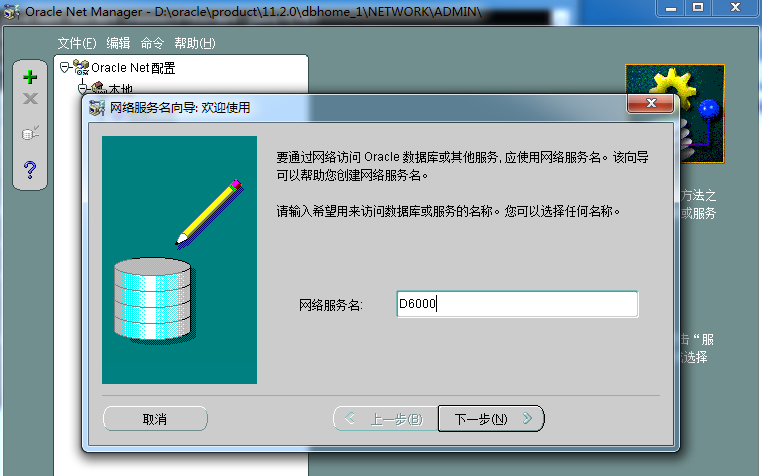 Oracle Net Manager - D:\oracle\product\11.2.0\dbhome_1\NETWORK\ADMIN\
文件(F) 编辑 命令 帮助(H)
Oracle Net 配置
本地
网络服务名向导: 欢迎使用
要通过网络访问 Oracle 数据库或其他服务, 应使用网络服务名。该向导
可以帮助您创建网络服务名。
方法之
或服务
请输入希望用来访问数据库或服务的名称。您可以选择任何名称。
网络服务名: D6000
击“服
选择
取消 上一步(B) 下一步(N)